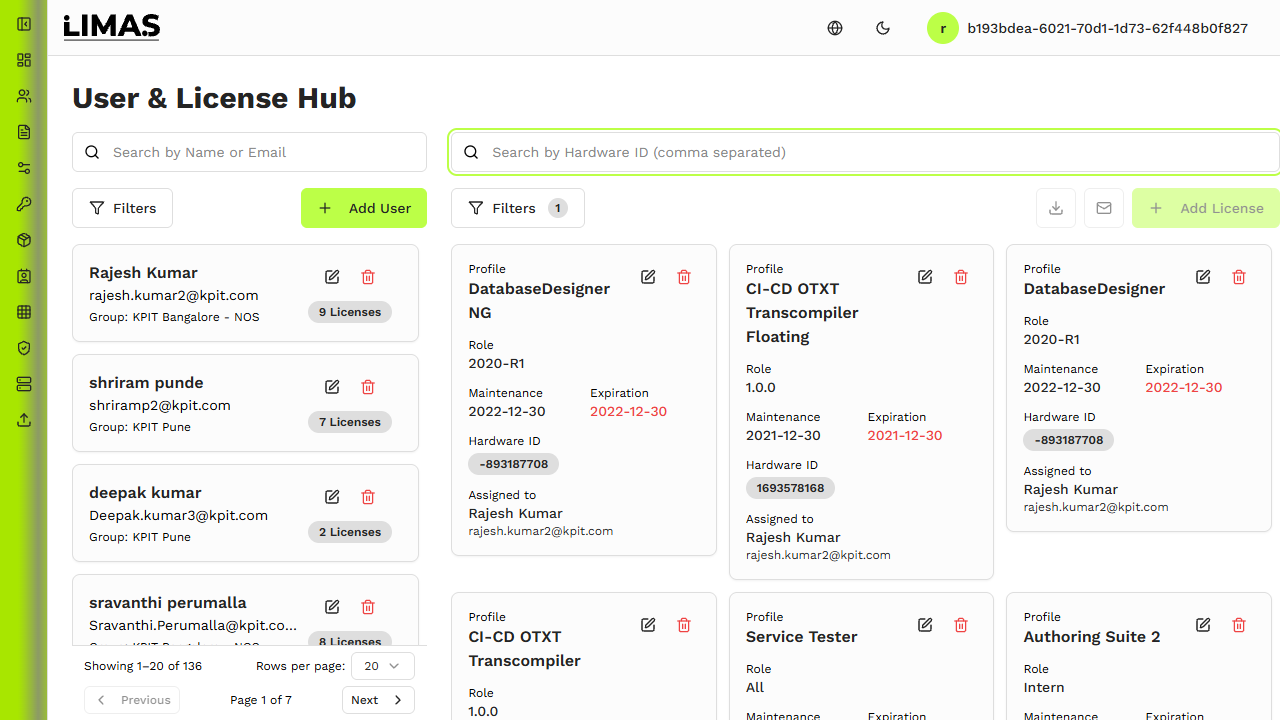 LIMAS
r
b193bdea-6021-70d1-1d73-62f448b0f827
User & License Hub
Search by Name or Email
Filters
Add User
Rajesh Kumar
rajesh.kumar2@kpit.com
Group: KPIT Bangalore - NOS
9 Licenses
shriram punde
shriramp2@kpit.com
Group: KPIT Pune
7 Licenses
deepak kumar
Deepak.kumar3@kpit.com
Group: KPIT Pune
2 Licenses
sravanthi perumalla
Sravanthi.Perumalla@kpit.co...
Group: KPIT Bangalore - NOS
8 Licenses
Showing 1–20 of 136
Rows per page:
20
Previous
Page 1 of 7
Next
Search by Hardware ID (comma separated)
Filters
1
Add License
Profile
DatabaseDesigner
NG
Role
2020-R1
Maintenance
2022-12-30
Expiration
2022-12-30
Hardware ID
-893187708
Assigned to
Rajesh Kumar
rajesh.kumar2@kpit.com
Profile
CI-CD OTXT
Transcompiler
Floating
Role
1.0.0
Maintenance
2021-12-30
Expiration
2021-12-30
Hardware ID
1693578168
Assigned to
Rajesh Kumar
rajesh.kumar2@kpit.com
Profile
DatabaseDesigner
Role
2020-R1
Maintenance
2022-12-30
Expiration
2022-12-30
Hardware ID
-893187708
Assigned to
Rajesh Kumar
rajesh.kumar2@kpit.com
Profile
CI-CD OTXT
Transcompiler
Role
1.0.0
Profile
Service Tester
Role
All
Maintenance
Expiration
Profile
Authoring Suite 2
Role
Intern
Maintenance
Expiration